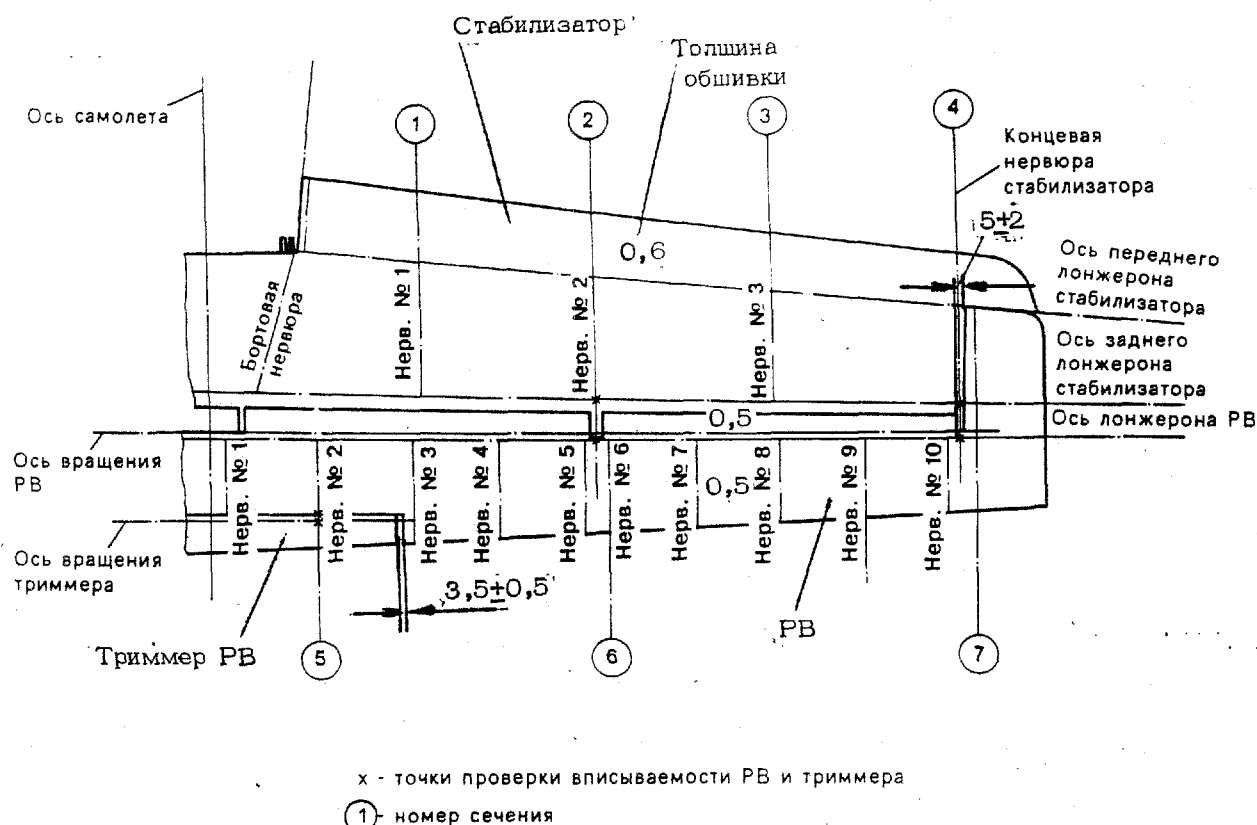 Стабилизатор
Толшина
обшивки
Ось самолета
1
2
3
4
Концевая
нервюра
стабилизатора
5±2
0,6
Ось переднего
лонжерона
стабилизатора
Бортовая
нервюра
Нерв. № 1
Нерв. № 2
Нерв. № 3
Ось заднего
лонжерона
стабилизатора
0,5
Ось лонжерона РВ
Ось вращения
РВ
Нерв. № 1
Нерв. № 2
Нерв. № 3
Нерв. № 4
Нерв. № 5
Нерв. № 6
Нерв. № 7
0,5
Нерв. № 8
Нерв. № 9
Нерв. № 10
Ось вращения
триммера
3,5±0,5
РВ
Триммер РВ
5
6
7
x - точки проверки вписываемости РВ и триммера
1 - номер сечения